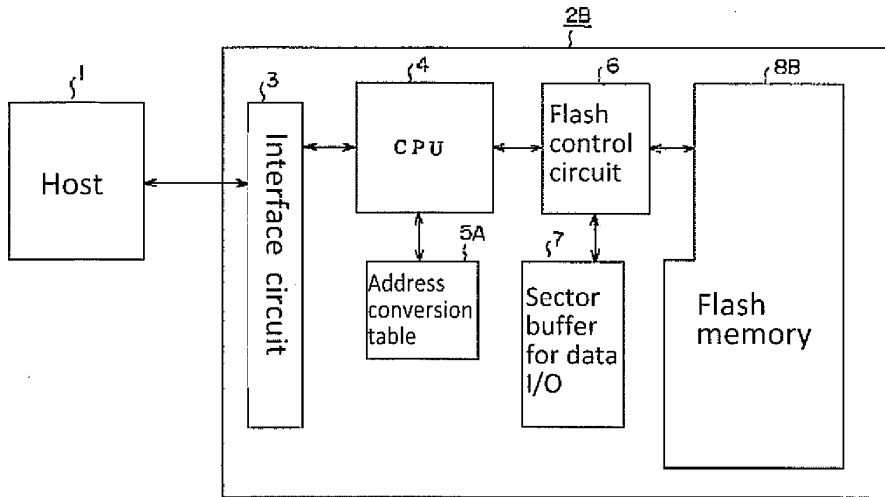 2B
1
3
4
6
8B
Host
Interface circuit
CPU
Flash
control
circuit
5A
Address
conversion
table
7
Sector
buffer
for data
I/O
Flash
memory